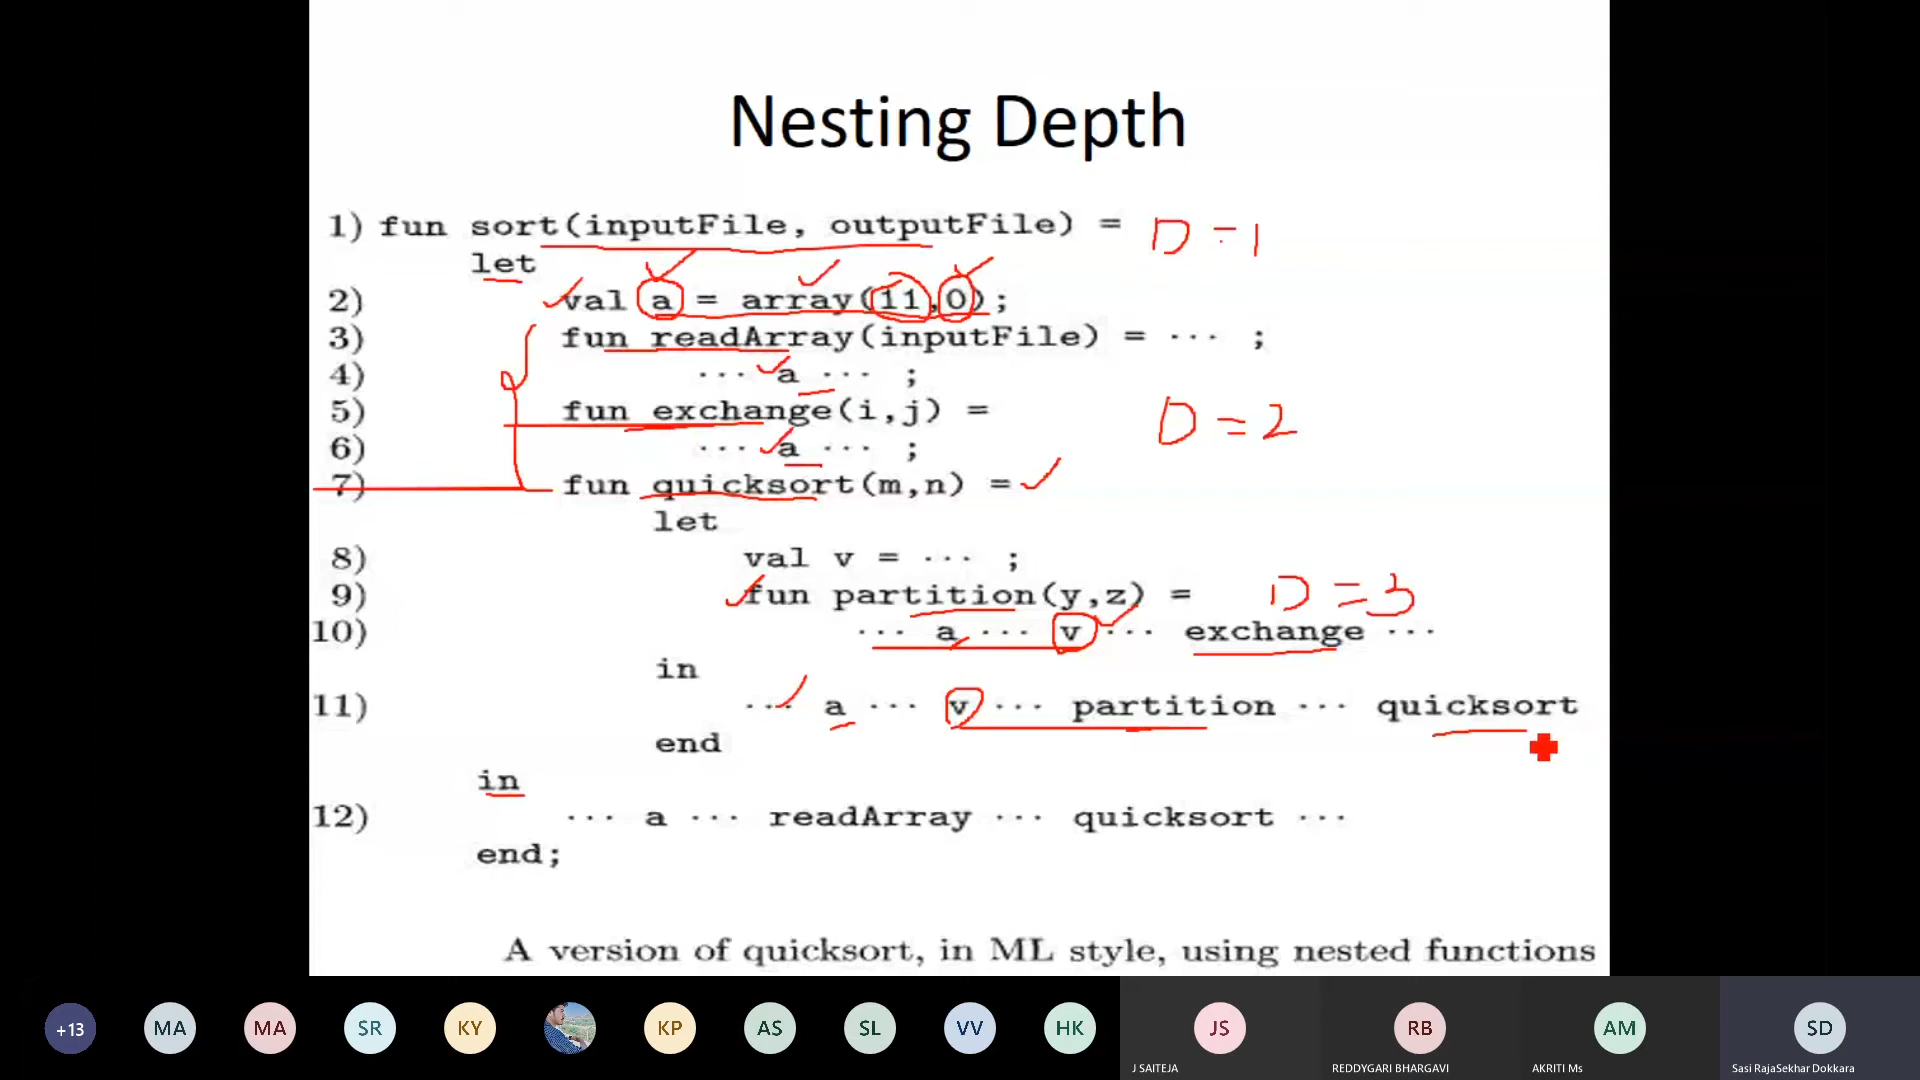 Nesting Depth
1) fun sort(inputFile, outputFile) = D = 1
let
2) val a = array(11,0);
3) fun readArray(inputFile) = ··· ;
4) ··· a ··· ;
5) fun exchange(i,j) = D = 2
6) ··· a ··· ;
7) fun quicksort(m,n) =
let
8) val v = ··· ;
9) fun partition(y,z) = D = 3
10) ··· a ··· v ··· exchange ···
in
11) ··· a ··· v ··· partition ··· quicksort
end
in
12) ··· a ··· readArray ··· quicksort ···
end;
A version of quicksort, in ML style, using nested functions
+13 MA MA SR KY KP AS SL VV HK JS RB AM SD
J SAITEJA REDDYGARI BHARGAVI AKRITI Ms Sasi RajaSekhar Dokkara